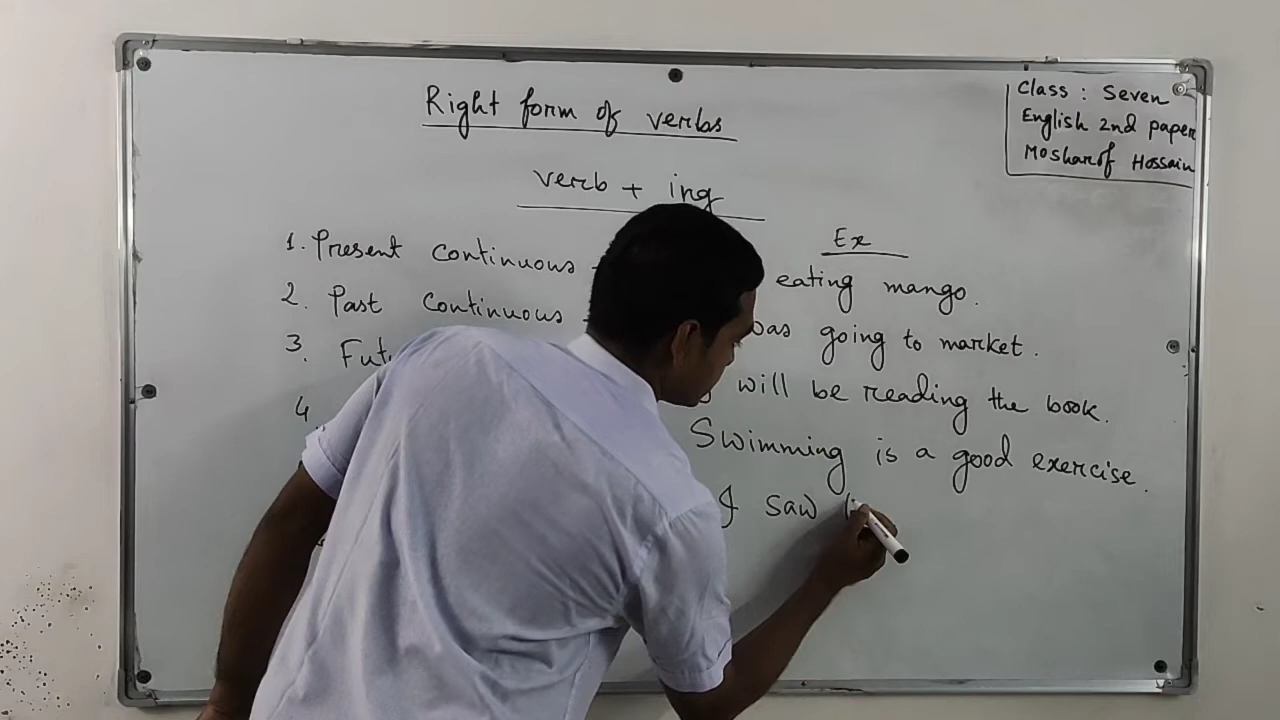 Right form of verbs
Class : Seven
English 2nd paper
Mosharof Hossain
verb + ing
Ex
1. Present continuous eating mango.
2. Past continuous was going to market.
3. will be reading the book.
4 Swimming is a good exercise.
I saw